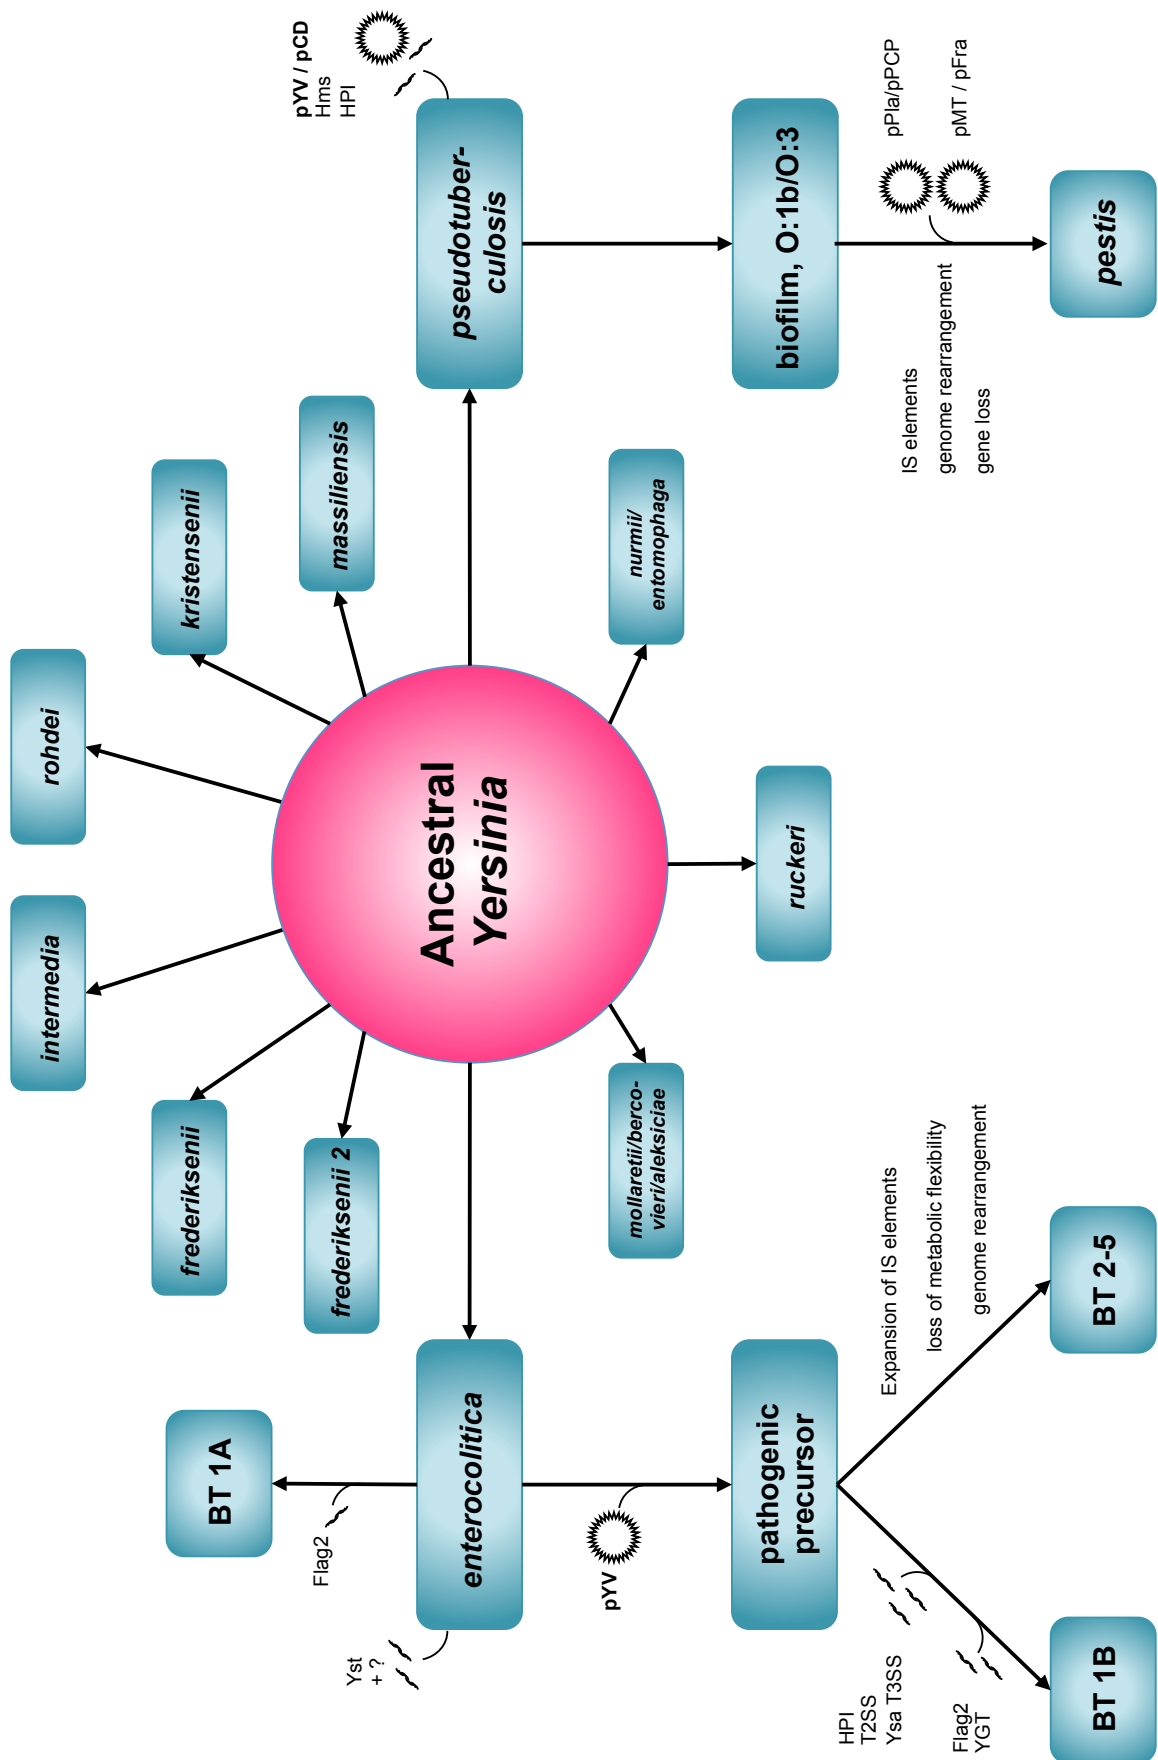 intermedia
rohdei
frederiksenii
kristensenii
frederiksenii 2
massiliensis
BT 1A
Flag2
Yst
+ ?
enterocolitica
Ancestral
Yersinia
pseudotuber-
culosis
pYV / pCD
Hms
HPI
pYV
mollaretii/berco-
vieri/aleksiciae
nurmii/
entomophaga
ruckeri
pathogenic
precursor
biofilm, O:1b/O:3
HPI
T2SS
Ysa T3SS
Flag2
YGT
Expansion of IS elements
loss of metabolic flexibility
genome rearrangement
IS elements
genome rearrangement
gene loss
pPla/pPCP
pMT / pFra
BT 1B
BT 2-5
pestis